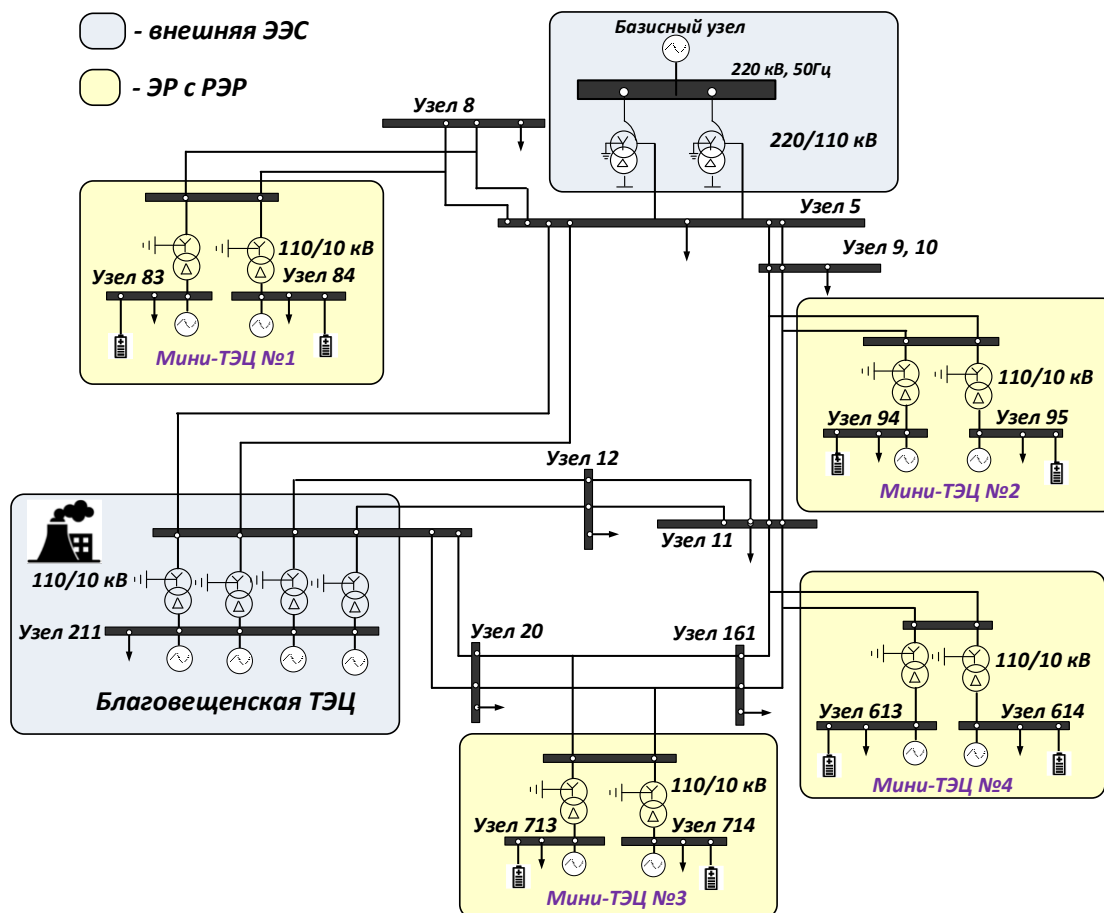 - внешняя ЭЭС
- ЭР с РЭР
Базисный узел
220 кВ, 50Гц
220/110 кВ
Узел 8
Узел 5
110/10 кВ
Узел 83
Узел 84
Мини-ТЭЦ №1
Узел 9, 10
110/10 кВ
Узел 94
Узел 95
Мини-ТЭЦ №2
Узел 12
Узел 11
110/10 кВ
Узел 211
Благовещенская ТЭЦ
Узел 20
Узел 161
110/10 кВ
Узел 613
Узел 614
Мини-ТЭЦ №4
110/10 кВ
Узел 713
Узел 714
Мини-ТЭЦ №3